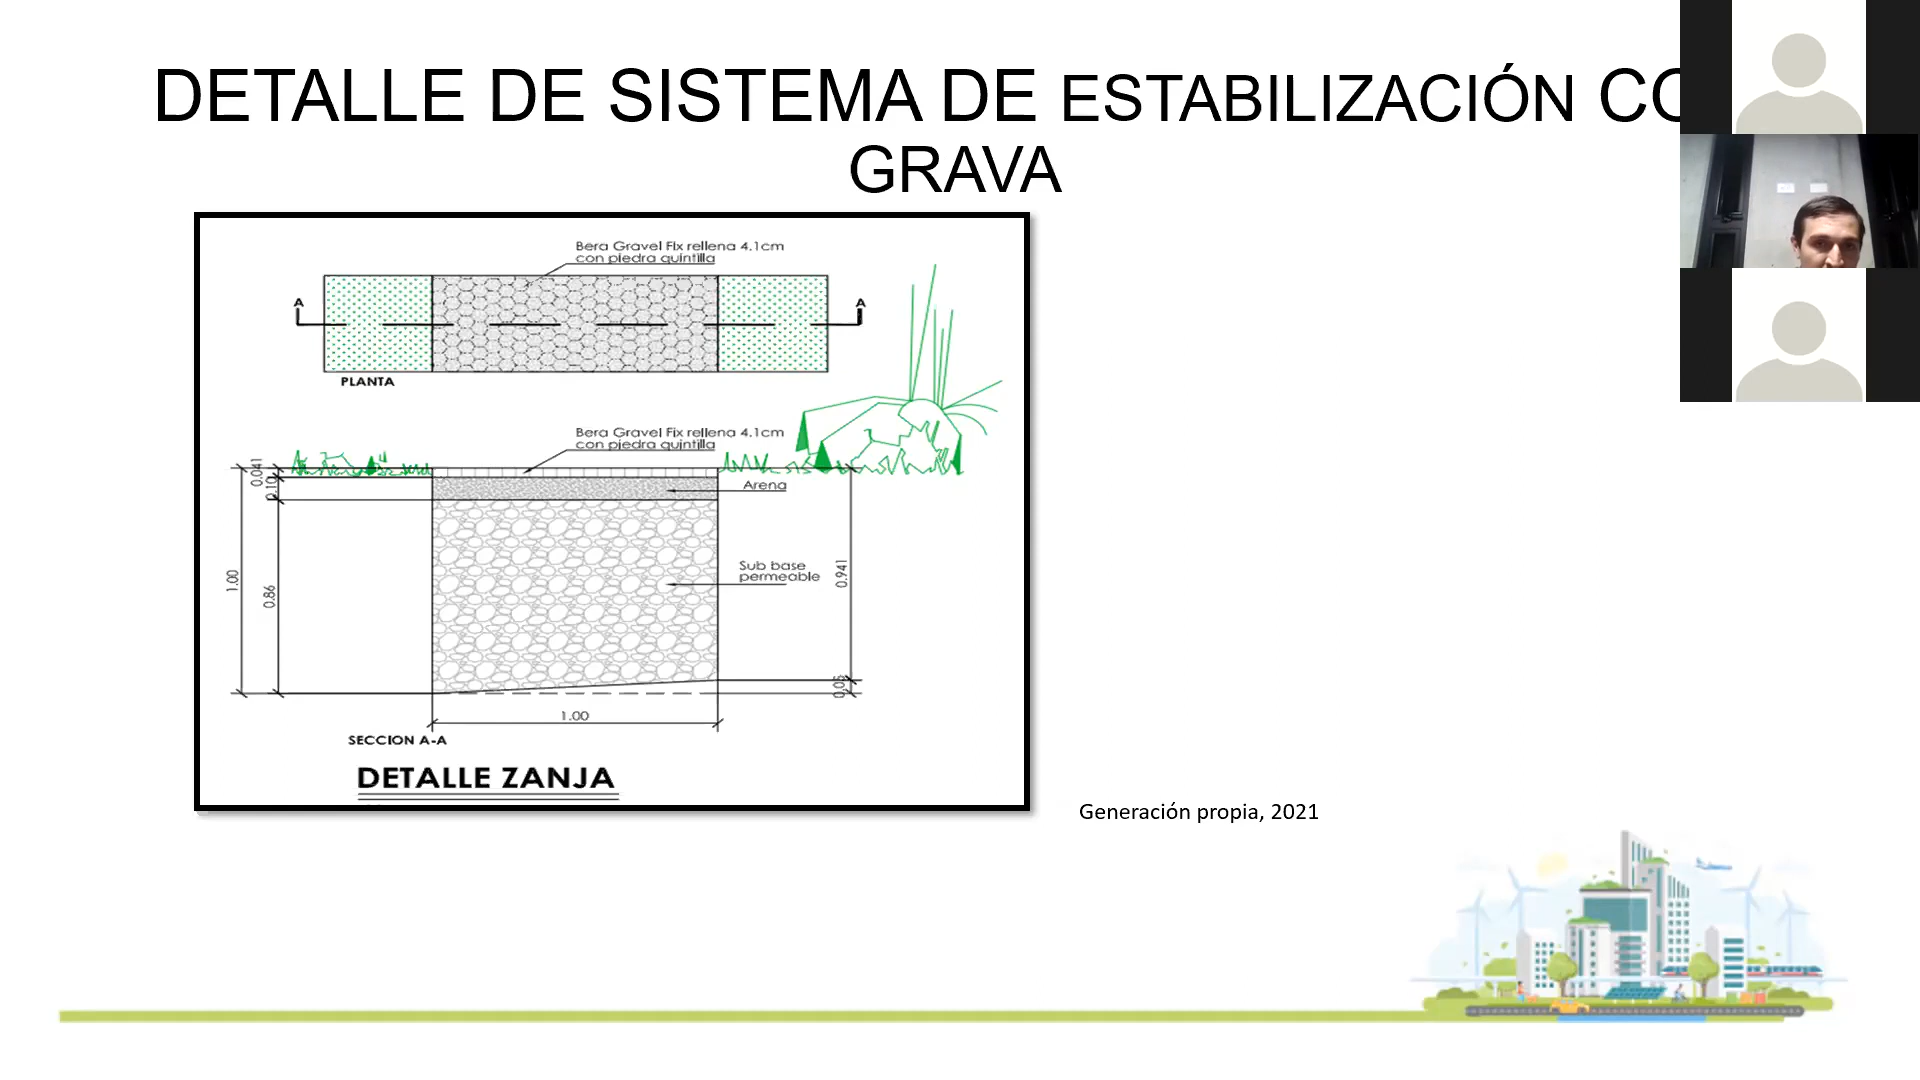 DETALLE DE SISTEMA DE ESTABILIZACIÓN CO
GRAVA
Bera Gravel Fix rellena 4.1cm
con piedra quintilla
A
A
PLANTA
Bera Gravel Fix rellena 4.1cm
con piedra quintilla
0.041
0.10
Arena
1.00
0.86
Sub base
permeable
0.941
0.05
1.00
SECCION A-A
DETALLE ZANJA
Generación propia, 2021